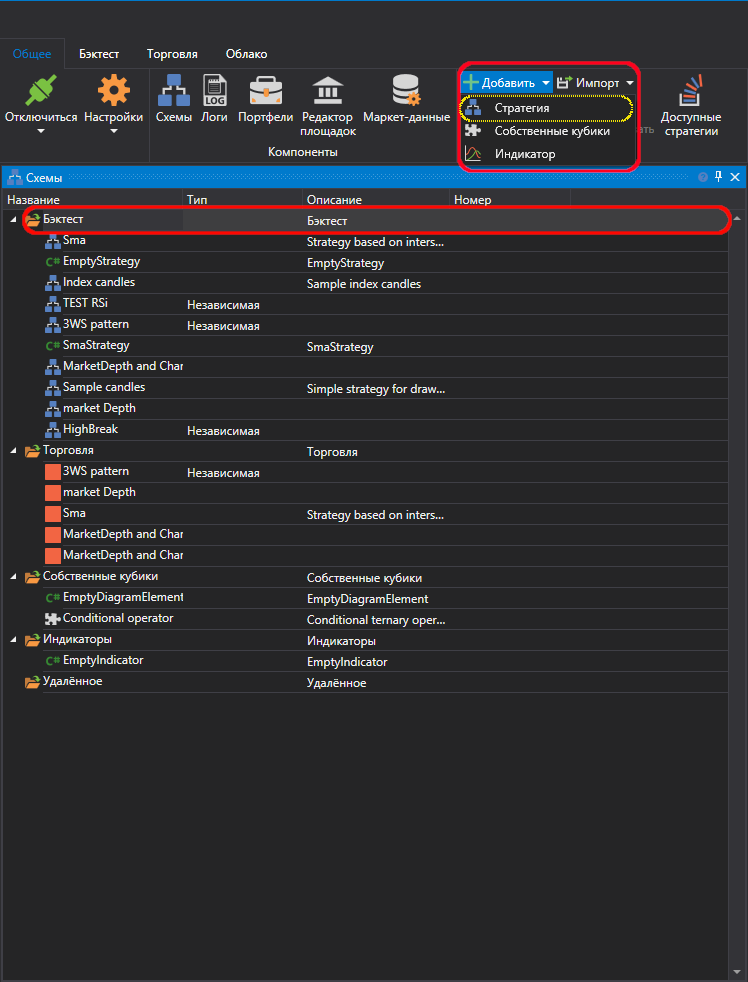 Общее Бэктест Торговля Облако
Добавить Импорт
Стратегия
Собственные кубики
Индикатор
LOG
Отключиться Настройки Схемы Логи Портфели Редактор площадок Маркет-данные Доступные стратегии
ать
Компоненты
Схемы
Название Тип Описание Номер
Бэктест Бэктест
Sma Strategy based on inters...
C# EmptyStrategy EmptyStrategy
Index candles Sample index candles
TEST RSi Независимая
3WS pattern Независимая
C# SmaStrategy SmaStrategy
MarketDepth and Char
Sample candles Simple strategy for draw...
market Depth
HighBreak Независимая
Торговля Торговля
3WS pattern Независимая
market Depth
Sma Strategy based on inters...
MarketDepth and Char
MarketDepth and Char
Собственные кубики Собственные кубики
C# EmptyDiagramElement EmptyDiagramElement
Conditional operator Conditional ternary oper...
Индикаторы Индикаторы
C# EmptyIndicator EmptyIndicator
Удалённое Удалённое